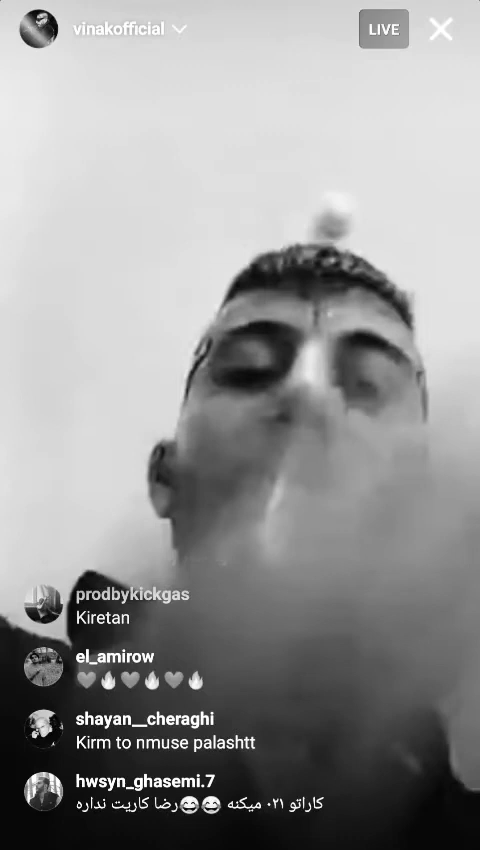 vinakofficial
LIVE
prodbykickgas
Kiretan
el_amirow
🤍🔥🤍🔥🤍🔥
shayan__cheraghi
Kirm to nmuse palashtt
hwsyn_ghasemi.7
کاراتو ۰۲۱ میکنه 😂😂رضا کاریت نداره